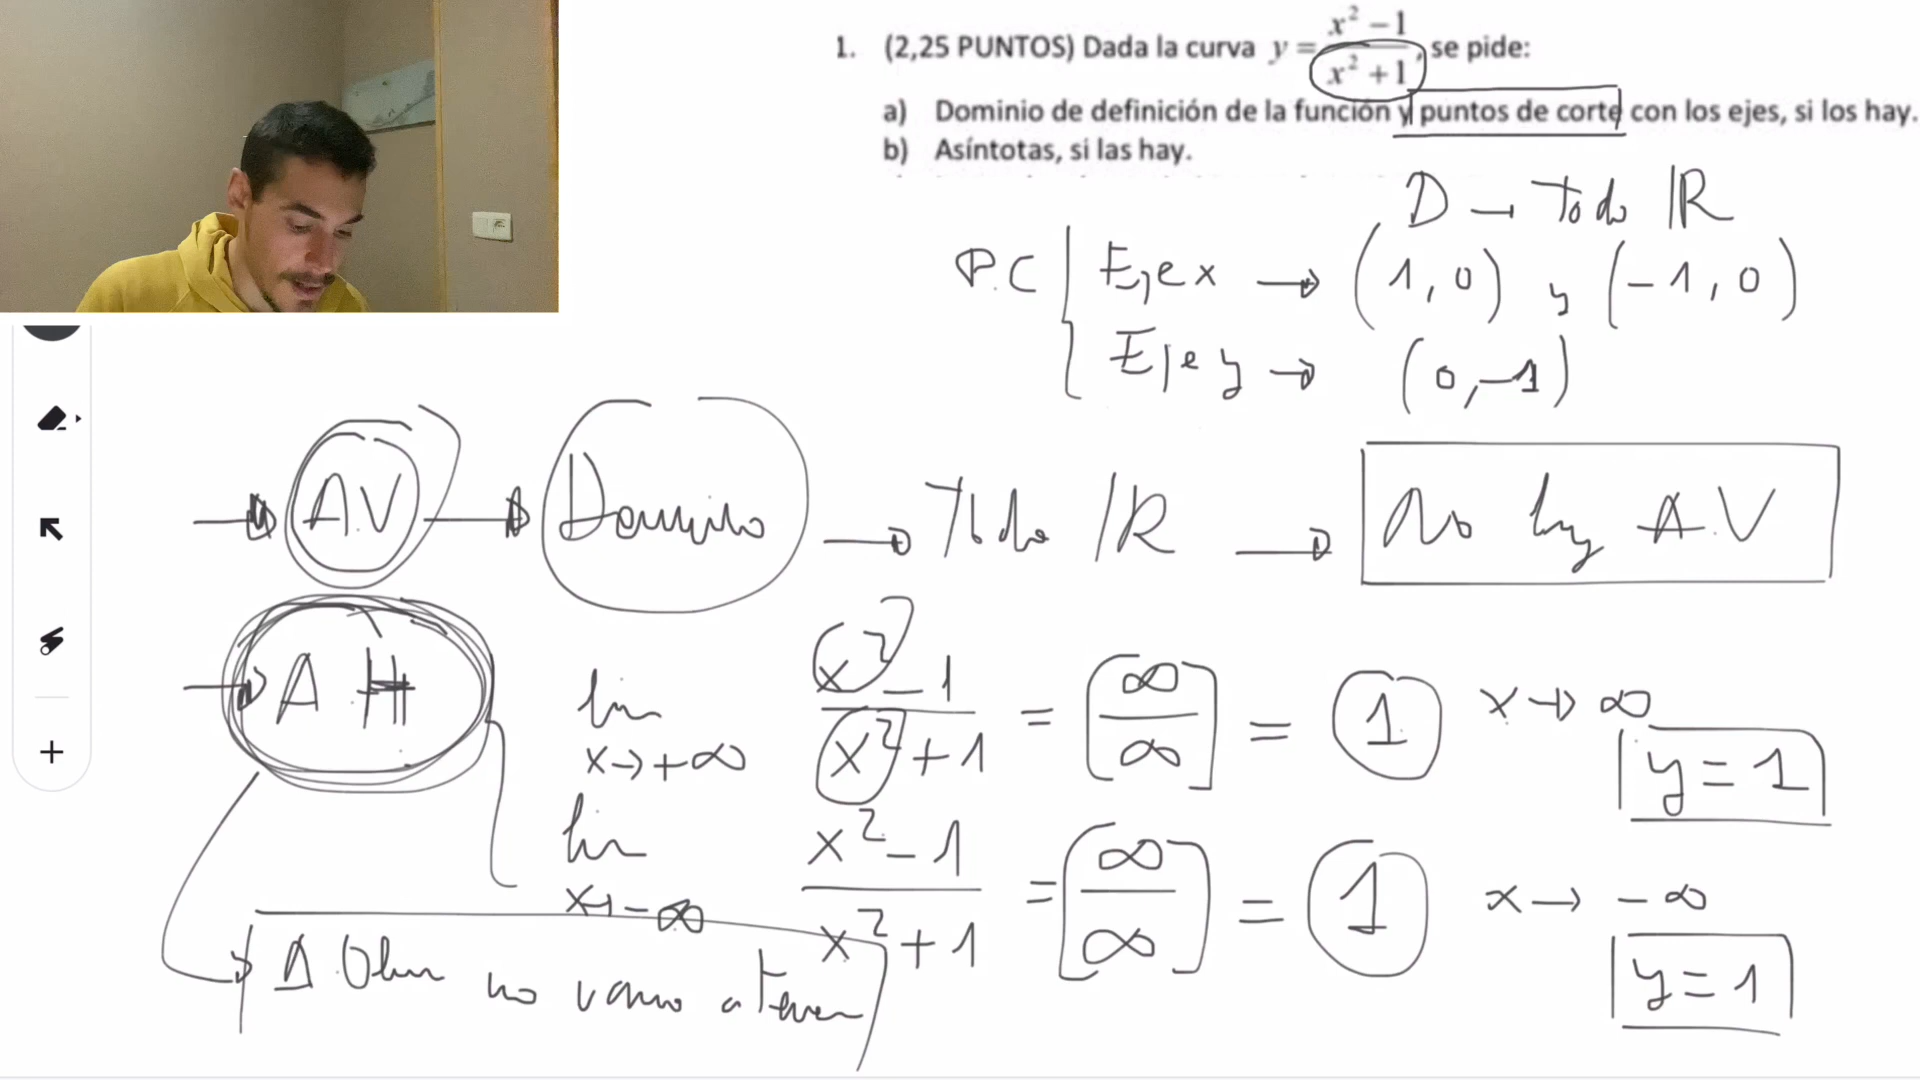 1. (2,25 PUNTOS) Dada la curva y = x² − 1 / x² + 1, se pide:
a) Dominio de definición de la función y puntos de corte con los ejes, si los hay.
b) Asíntotas, si las hay.
D → Todo ℝ
P.C { Eje x → (1, 0) y (−1, 0)
Eje y → (0, −1)
→ A.V → Dominio → Todo ℝ → No hay A.V
→ A H lim x→+∞ x² − 1 / x² + 1 = [∞/∞] = 1 x → ∞ y = 1
lim x→−∞ x² − 1 / x² + 1 = [∞/∞] = 1 x → − ∞ y = 1
→ A. no vamos a tener